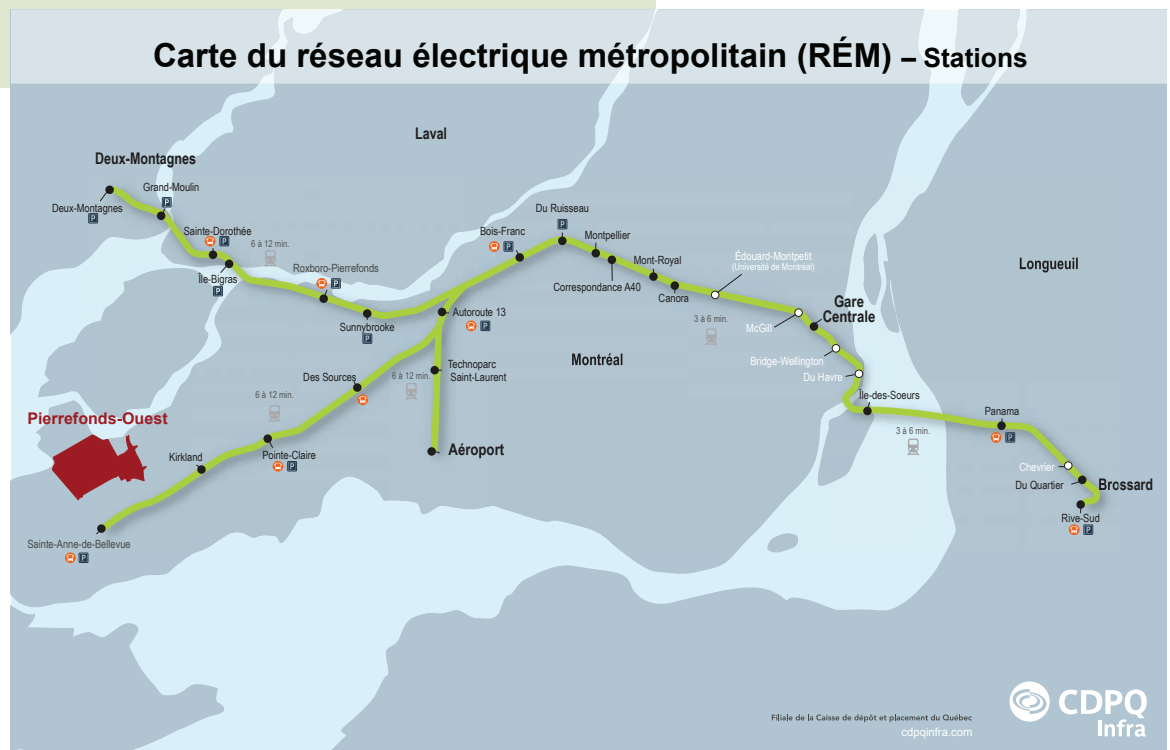 Carte du réseau électrique métropolitain (RÉM) – Stations
Laval
Deux-Montagnes
Grand-Moulin
P
Deux-Montagnes
P
Sainte-Dorothée
P
6 à 12 min.
Île-Bigras
P
Roxboro-Pierrefonds
P
Sunnybrooke
P
Bois-Franc
P
Du Ruisseau
P
Montpellier
Correspondance A40
Mont-Royal
Canora
Édouard-Montpetit
(Université de Montréal)
Longueuil
Autoroute 13
P
3 à 6 min.
McGill
Gare
Centrale
Bridge-Wellington
Du Havre
Montréal
Technoparc
Saint-Laurent
6 à 12 min.
Des Sources
6 à 12 min.
Île-des-Soeurs
Panama
P
3 à 6 min.
Pierrefonds-Ouest
Kirkland
Pointe-Claire
P
Aéroport
Chevrier
Du Quartier
Brossard
Rive-Sud
P
Sainte-Anne-de-Bellevue
P
Filiale de la Caisse de dépôt et placement du Québec
cdpqinfra.com
CDPQ
Infra